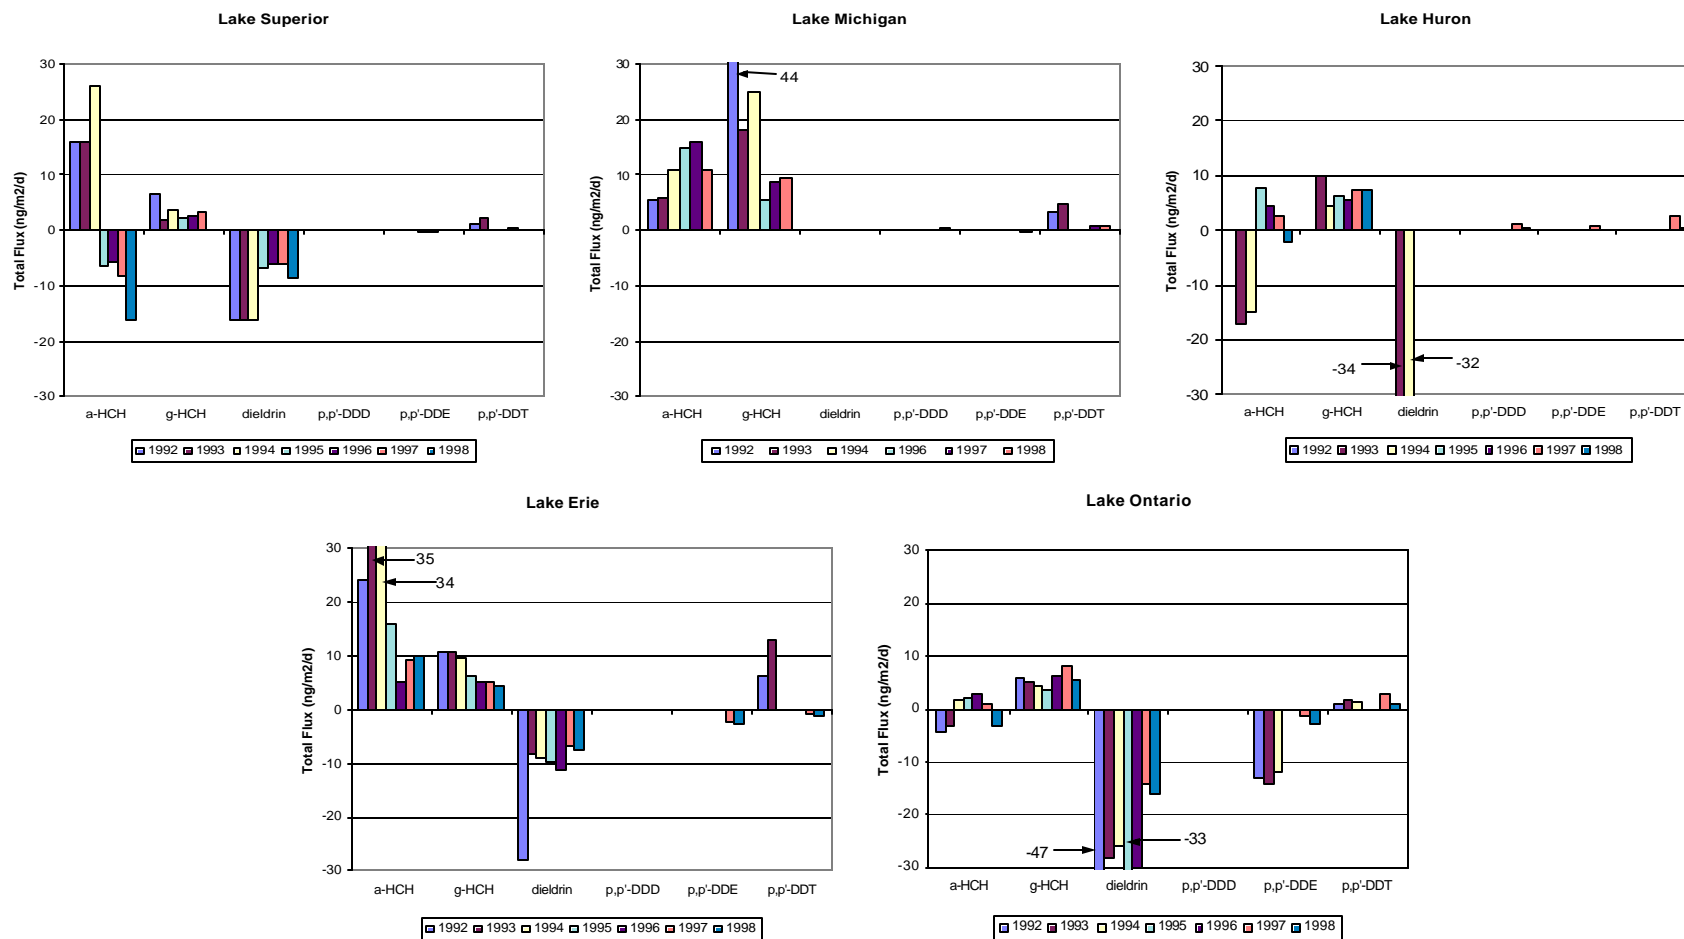 Lake Superior
Total Flux (ng/m2/d)
30
20
10
0
-10
-20
-30
a-HCH g-HCH dieldrin p,p'-DDD p,p'-DDE p,p'-DDT
1992 1993 1994 1995 1996 1997 1998
Lake Michigan
Total Flux (ng/m2/d)
30
20
10
0
-10
-20
-30
44
a-HCH g-HCH dieldrin p,p'-DDD p,p'-DDE p,p'-DDT
1992 1993 1994 1996 1997 1998
Lake Huron
Total Flux (ng/m2/d)
30
20
10
0
-10
-20
-30
-34
-32
a-HCH g-HCH dieldrin p,p'-DDD p,p'-DDE p,p'-DDT
1992 1993 1994 1995 1996 1997 1998
Lake Erie
Total Flux (ng/m2/d)
30
20
10
0
-10
-20
-30
35
34
a-HCH g-HCH dieldrin p,p'-DDD p,p'-DDE p,p'-DDT
1992 1993 1994 1995 1996 1997 1998
Lake Ontario
Total Flux (ng/m2/d)
30
20
10
0
-10
-20
-30
-47
-33
a-HCH g-HCH dieldrin p,p'-DDD p,p'-DDE p,p'-DDT
1992 1993 1994 1995 1996 1997 1998